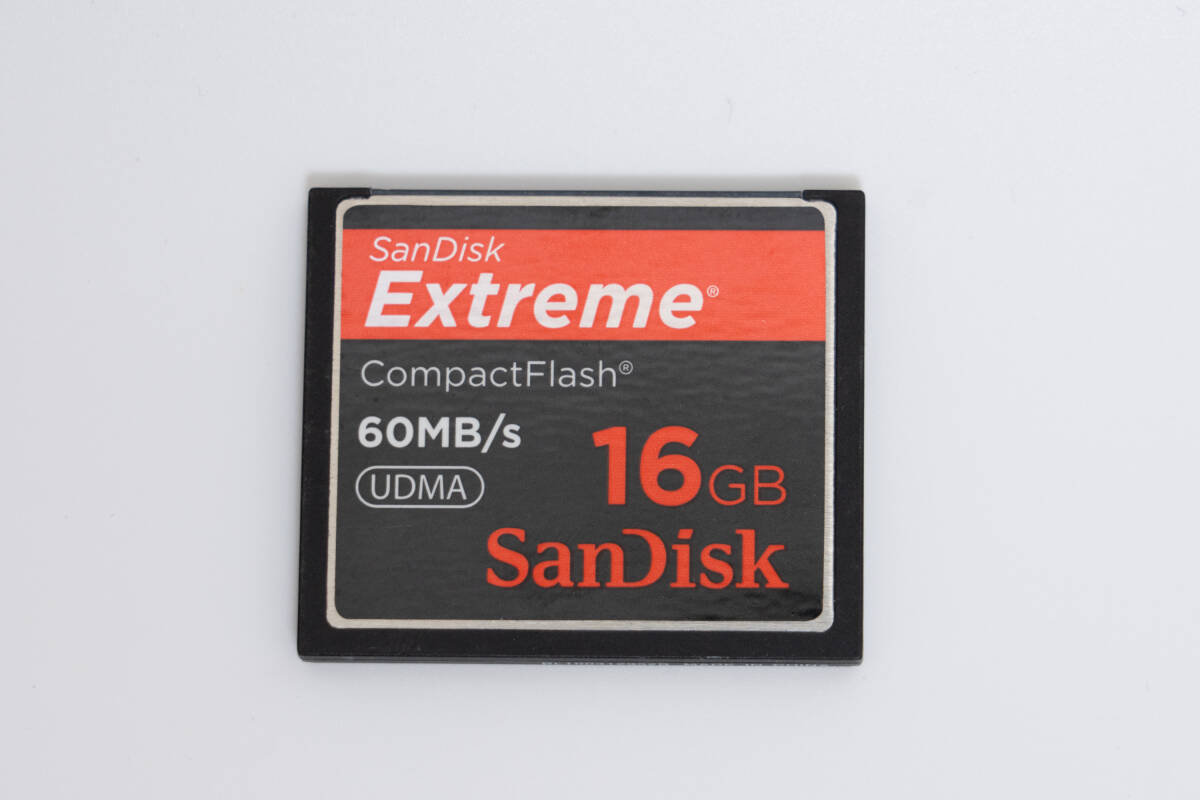 SanDisk
Extreme®
CompactFlash®
60MB/s
16GB
UDMA
SanDisk